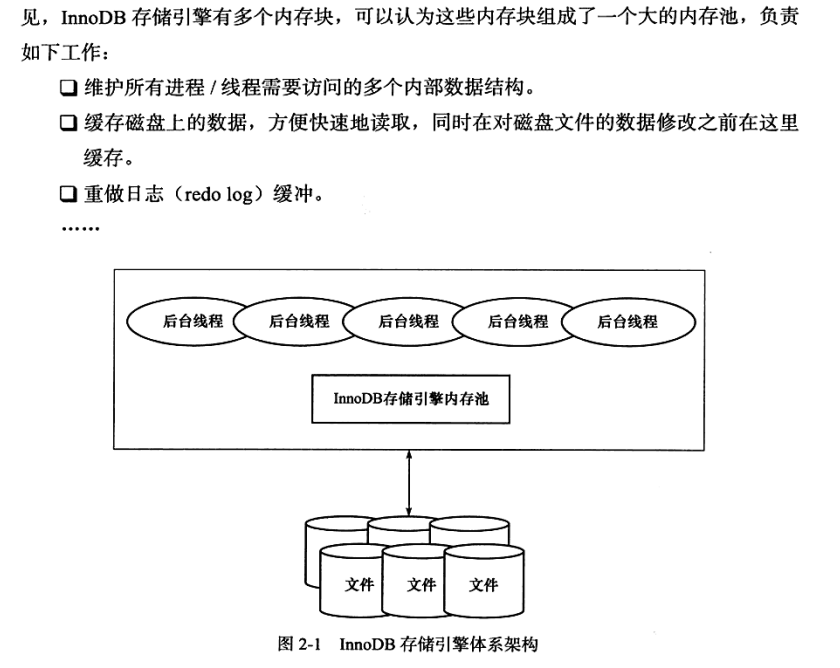 见，InnoDB 存储引擎有多个内存块，可以认为这些内存块组成了一个大的内存池，负责
如下工作：
❑ 维护所有进程 / 线程需要访问的多个内部数据结构。
❑ 缓存磁盘上的数据，方便快速地读取，同时在对磁盘文件的数据修改之前在这里
缓存。
❑ 重做日志（redo log）缓冲。
……
后台线程 后台线程 后台线程 后台线程 后台线程
InnoDB存储引擎内存池
文件 文件 文件
图 2-1 InnoDB 存储引擎体系架构